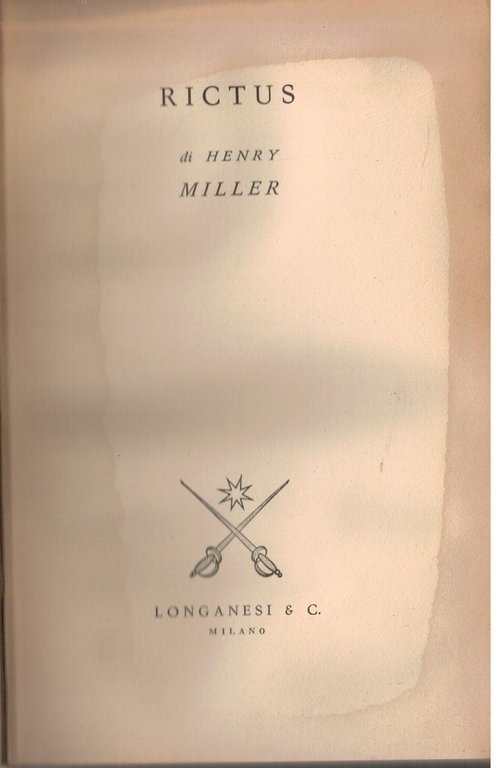 RICTUS
di HENRY
MILLER
LONGANESI & C.
MILANO